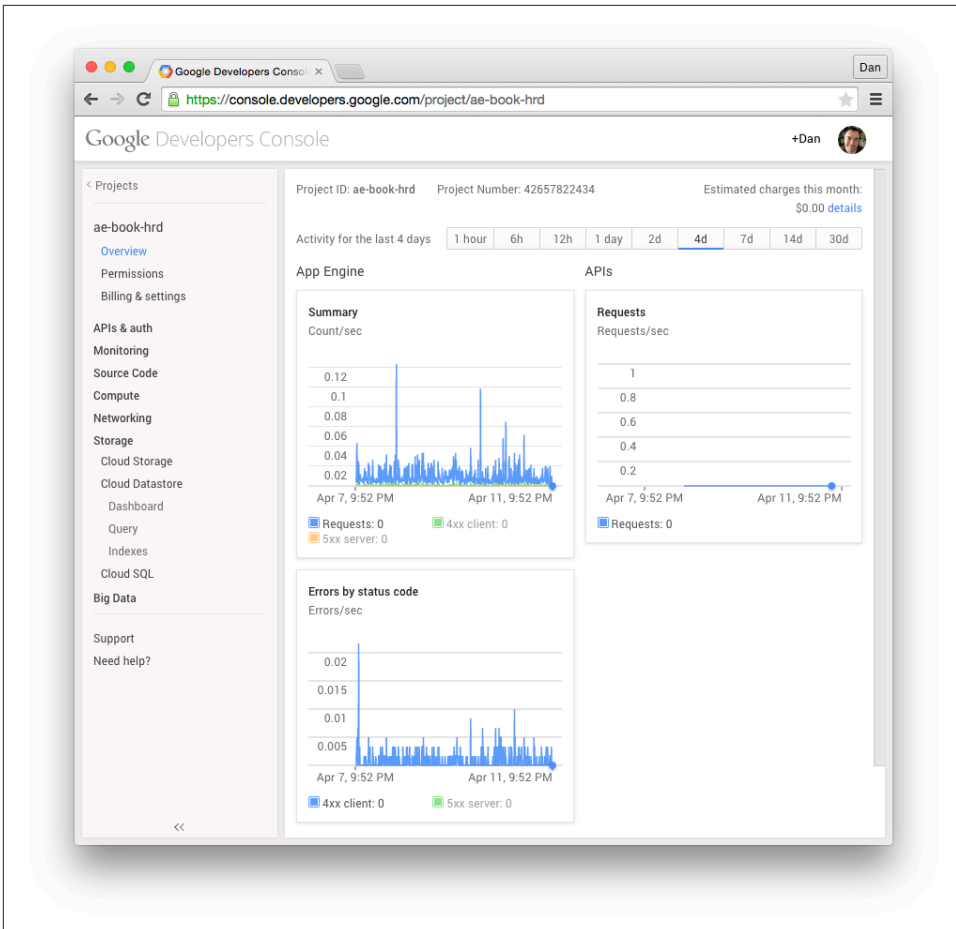 Google Developers Consol
Dan
https://console.developers.google.com/project/ae-book-hrd
Google Developers Console
+Dan
< Projects
ae-book-hrd
Overview
Permissions
Billing & settings
APIs & auth
Monitoring
Source Code
Compute
Networking
Storage
Cloud Storage
Cloud Datastore
Dashboard
Query
Indexes
Cloud SQL
Big Data
Support
Need help?
<<
Project ID: ae-book-hrd Project Number: 42657822434
Estimated charges this month:
$0.00 details
Activity for the last 4 days 1 hour 6h 12h 1 day 2d 4d 7d 14d 30d
App Engine
Summary
Count/sec
0.12
0.1
0.08
0.06
0.04
0.02
Apr 7, 9:52 PM Apr 11, 9:52 PM
Requests: 0 4xx client: 0
5xx server: 0
Errors by status code
Errors/sec
0.02
0.015
0.01
0.005
Apr 7, 9:52 PM Apr 11, 9:52 PM
4xx client: 0 5xx server: 0
APIs
Requests
Requests/sec
1
0.8
0.6
0.4
0.2
Apr 7, 9:52 PM Apr 11, 9:52 PM
Requests: 0